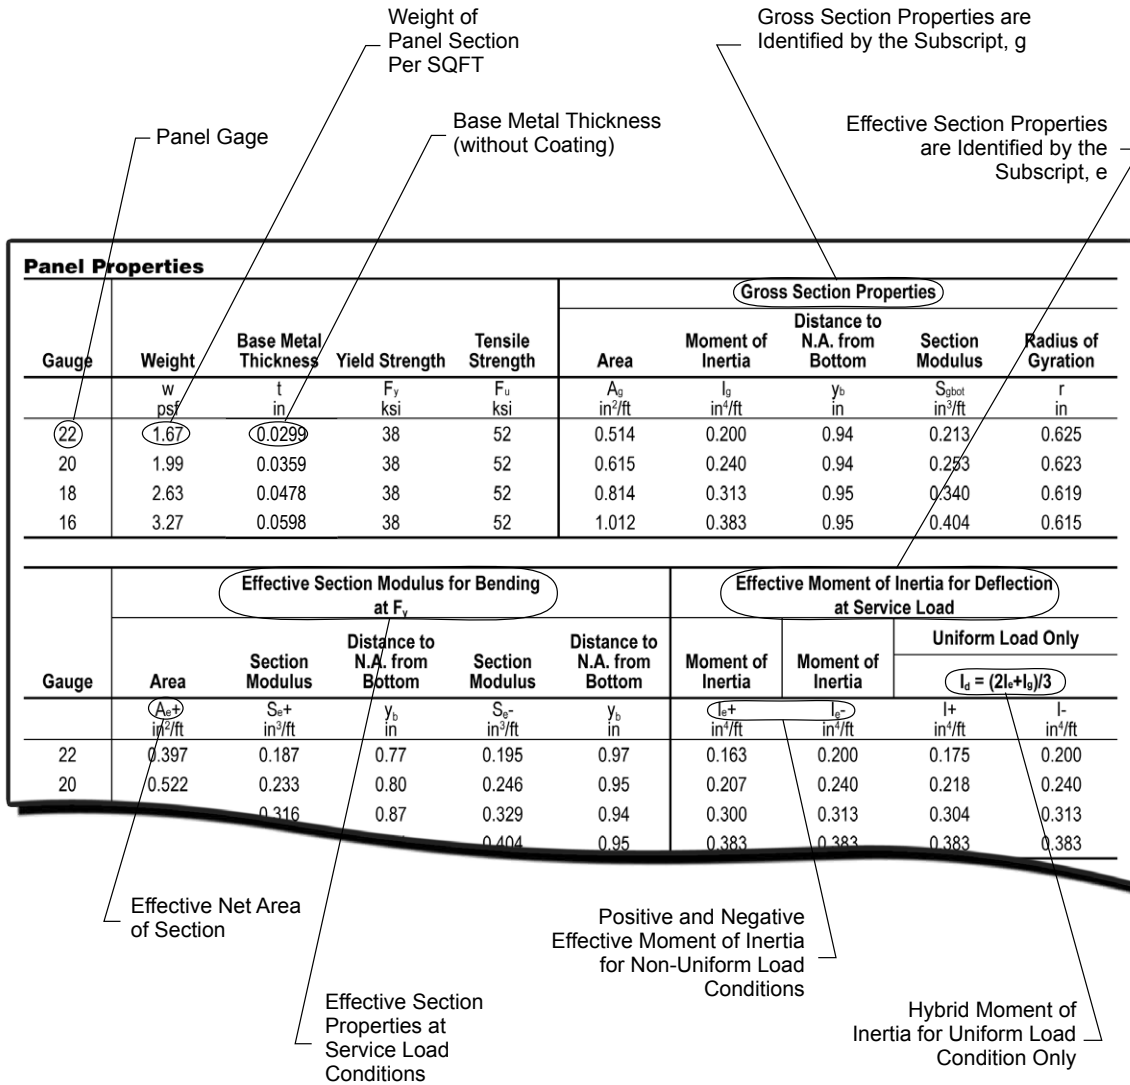 Weight of
Panel Section
Per SQFT
Gross Section Properties are
Identified by the Subscript, g
Panel Gage
Base Metal Thickness
(without Coating)
Effective Section Properties
are Identified by the
Subscript, e
Panel Properties
Gross Section Properties
Gauge Weight Base Metal Thickness Yield Strength Tensile Strength Area Moment of Inertia Distance to N.A. from Bottom Section Modulus Radius of Gyration
w t Fy Fu Ag Ig yb Sgbot r
psf in ksi ksi in²/ft in⁴/ft in in³/ft in
22 1.67 0.0299 38 52 0.514 0.200 0.94 0.213 0.625
20 1.99 0.0359 38 52 0.615 0.240 0.94 0.253 0.623
18 2.63 0.0478 38 52 0.814 0.313 0.95 0.340 0.619
16 3.27 0.0598 38 52 1.012 0.383 0.95 0.404 0.615
Effective Section Modulus for Bending
at Fy
Effective Moment of Inertia for Deflection
at Service Load
Uniform Load Only
Gauge Area Section Modulus Distance to N.A. from Bottom Section Modulus Distance to N.A. from Bottom Moment of Inertia Moment of Inertia Id = (2Ie+Ig)/3
Ae+ Se+ yb Se- yb Ie+ Ie- I+ I-
in²/ft in³/ft in in³/ft in in⁴/ft in⁴/ft in⁴/ft in⁴/ft
22 0.397 0.187 0.77 0.195 0.97 0.163 0.200 0.175 0.200
20 0.522 0.233 0.80 0.246 0.95 0.207 0.240 0.218 0.240
0.316 0.87 0.329 0.94 0.300 0.313 0.304 0.313
0.404 0.95 0.383 0.383 0.383
Effective Net Area
of Section
Positive and Negative
Effective Moment of Inertia
for Non-Uniform Load
Conditions
Effective Section
Properties at
Service Load
Conditions
Hybrid Moment of
Inertia for Uniform Load
Condition Only